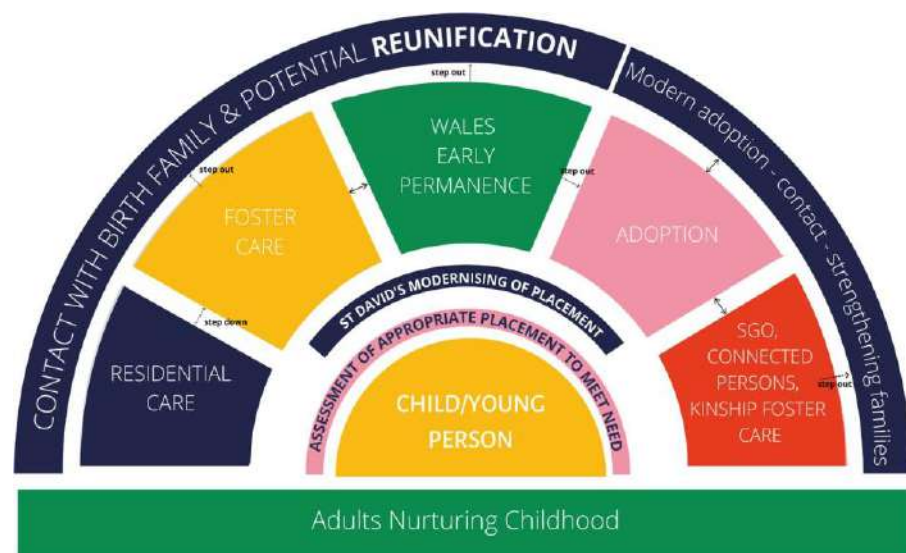 CONTACT WITH BIRTH FAMILY & POTENTIAL REUNIFICATION
Modern adoption - contact - strengthening families
step out
WALES
EARLY
PERMANENCE
step out
step out
FOSTER
CARE
ADOPTION
step down
RESIDENTIAL
CARE
ST DAVID'S MODERNISING OF PLACEMENT
ASSESSMENT OF APPROPRIATE PLACEMENT TO MEET NEED
CHILD/YOUNG
PERSON
SGO,
CONNECTED
PERSONS,
step out
KINSHIP FOSTER
CARE
Adults Nurturing Childhood